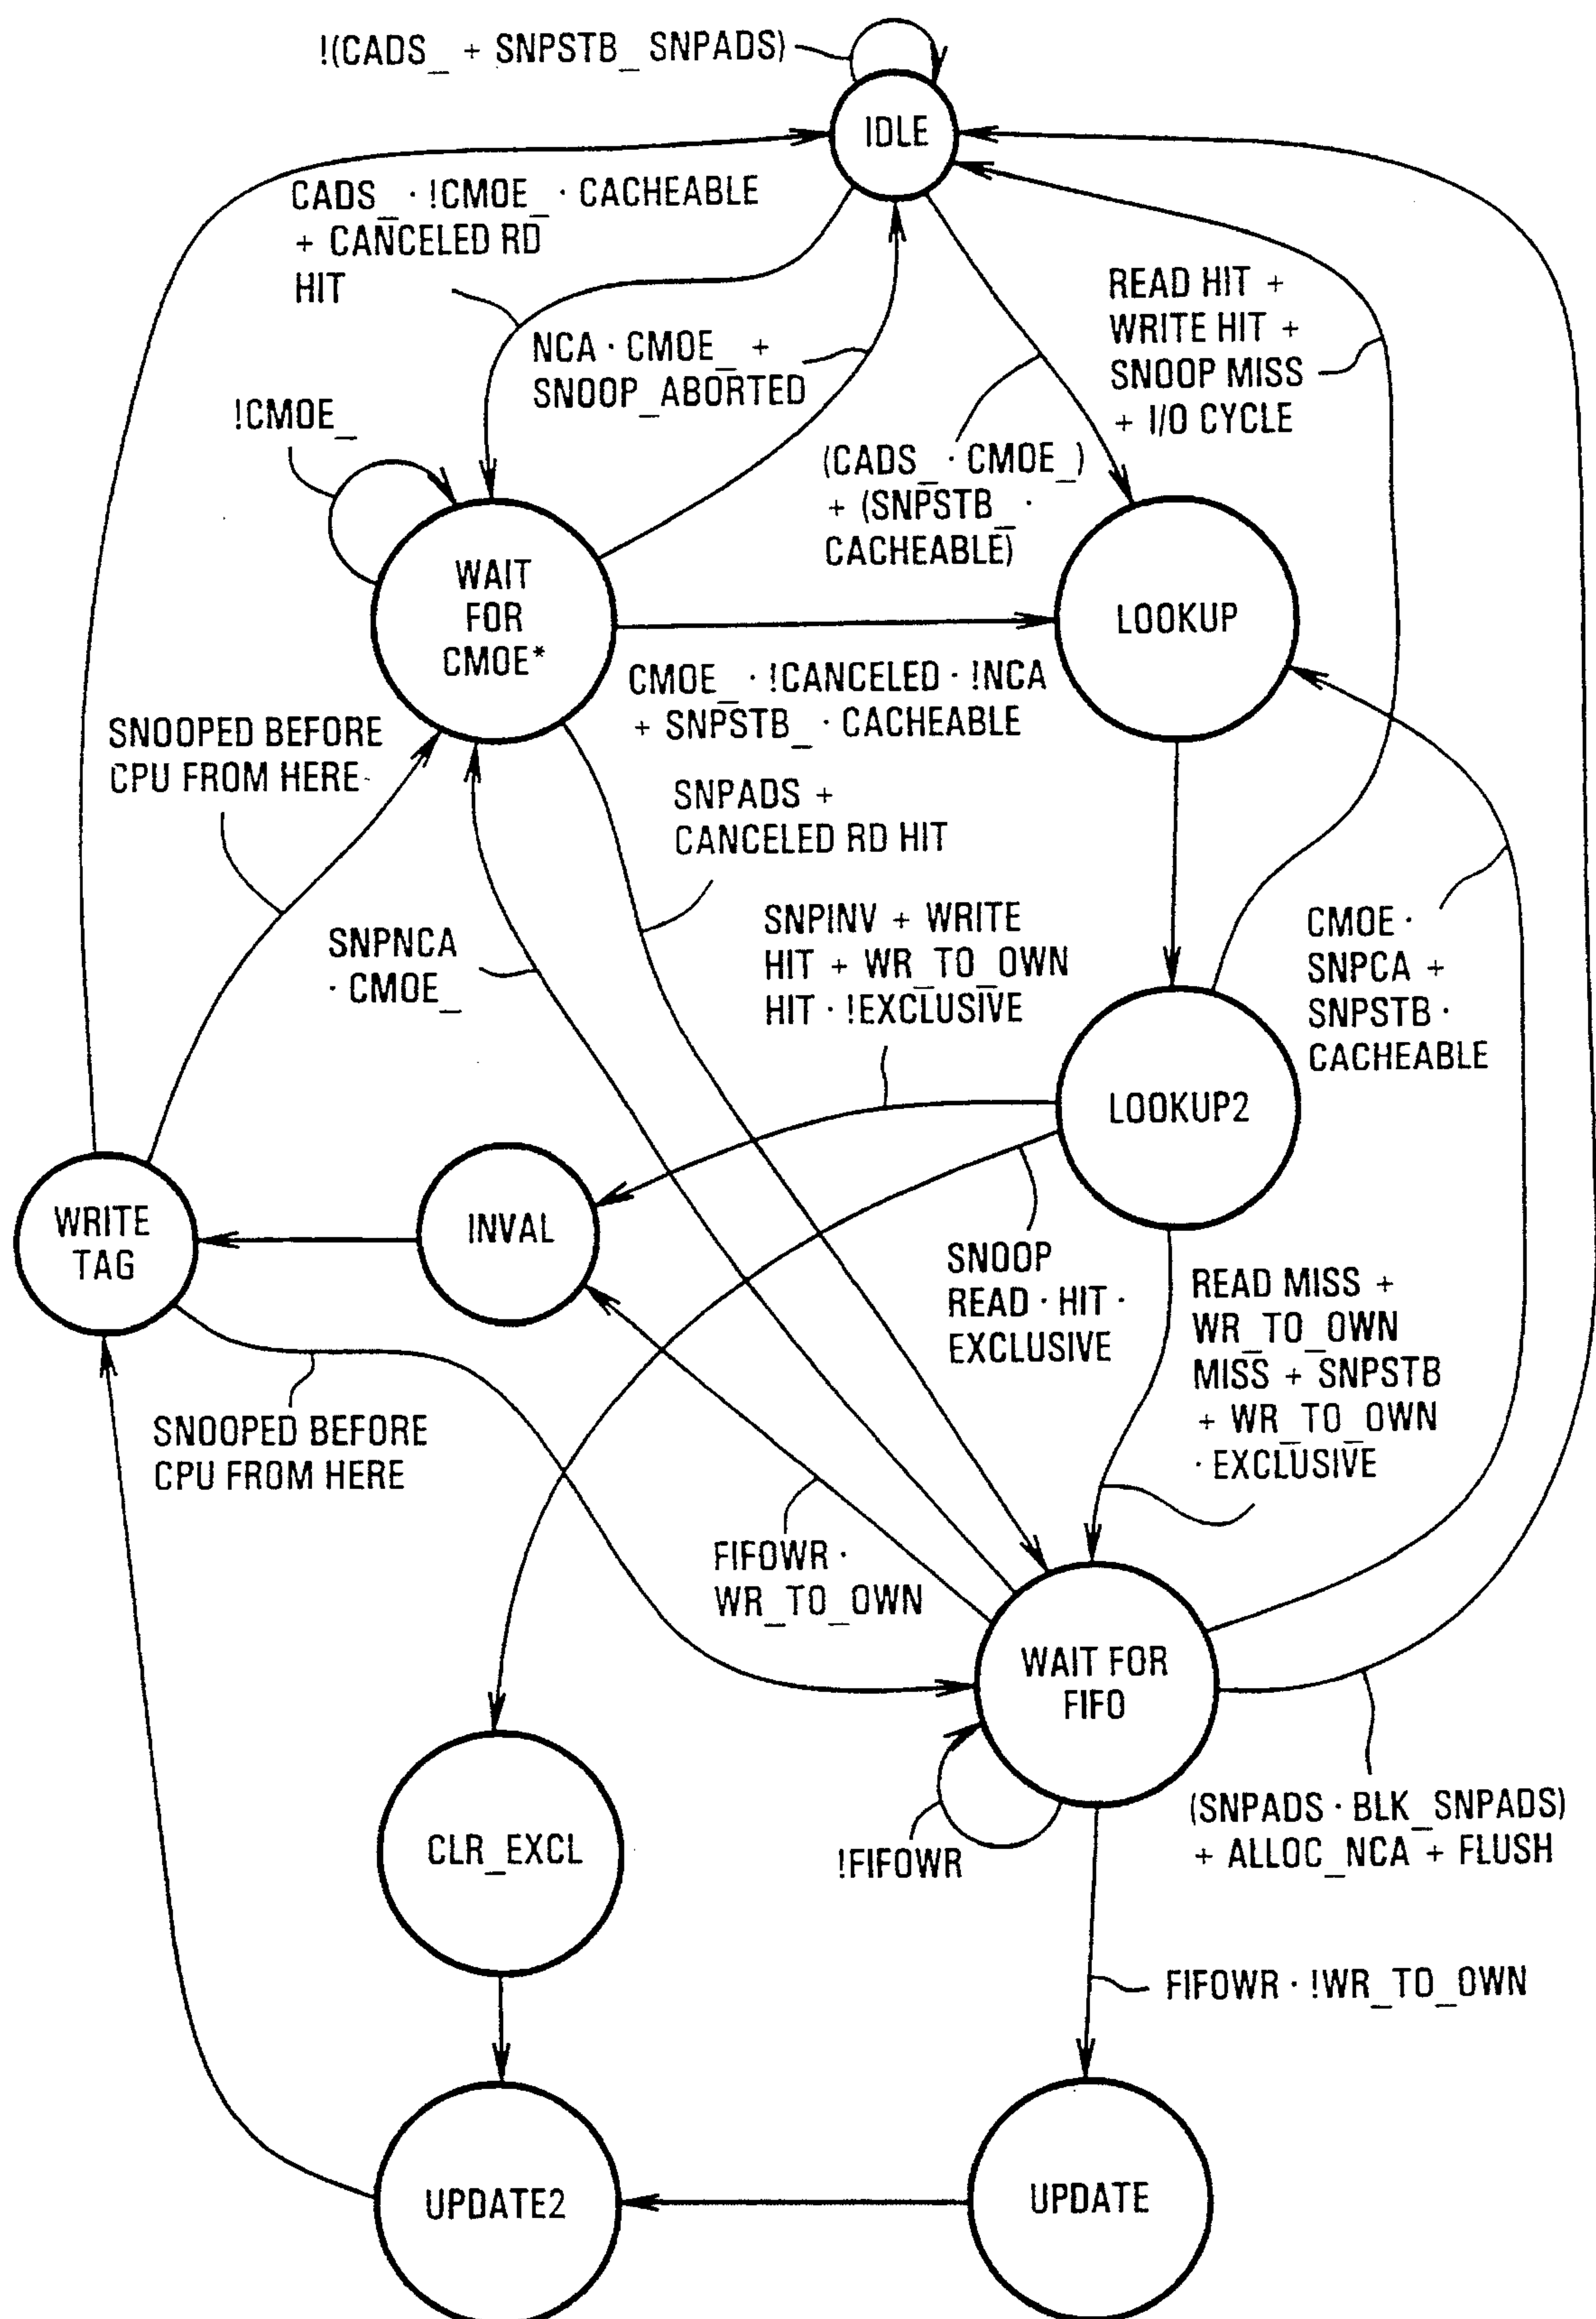 !(CADS_ + SNPSTB_ SNPADS)
IDLE
CADS_ · !CMOE_ · CACHEABLE
+ CANCELED RD
HIT
NCA · CMOE_ +
SNOOP_ABORTED
READ HIT +
WRITE HIT +
SNOOP MISS
+ I/O CYCLE
!CMOE_
(CADS_ · CMOE_)
+ (SNPSTB_ ·
CACHEABLE)
WAIT
FOR
CMOE*
LOOKUP
CMOE_ · !CANCELED · !NCA
+ SNPSTB_ · CACHEABLE
SNOOPED BEFORE
CPU FROM HERE
SNPADS +
CANCELED RD HIT
SNPNCA
· CMOE_
SNPINV + WRITE
HIT + WR_TO_OWN
HIT · !EXCLUSIVE
CMOE ·
SNPCA +
SNPSTB ·
CACHEABLE
LOOKUP2
WRITE
TAG
INVAL
SNOOP
READ · HIT ·
EXCLUSIVE
READ MISS +
WR_TO_OWN
MISS + SNPSTB
+ WR_TO_OWN
· EXCLUSIVE
SNOOPED BEFORE
CPU FROM HERE
FIFOWR ·
WR_TO_OWN
WAIT FOR
FIFO
CLR_EXCL
!FIFOWR
(SNPADS · BLK_SNPADS)
+ ALLOC_NCA + FLUSH
FIFOWR · !WR_TO_OWN
UPDATE2
UPDATE